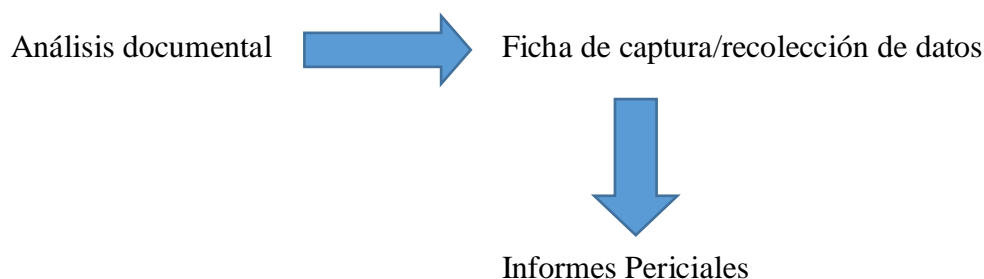 Análisis documental
Ficha de captura/recolección de datos
Informes Periciales